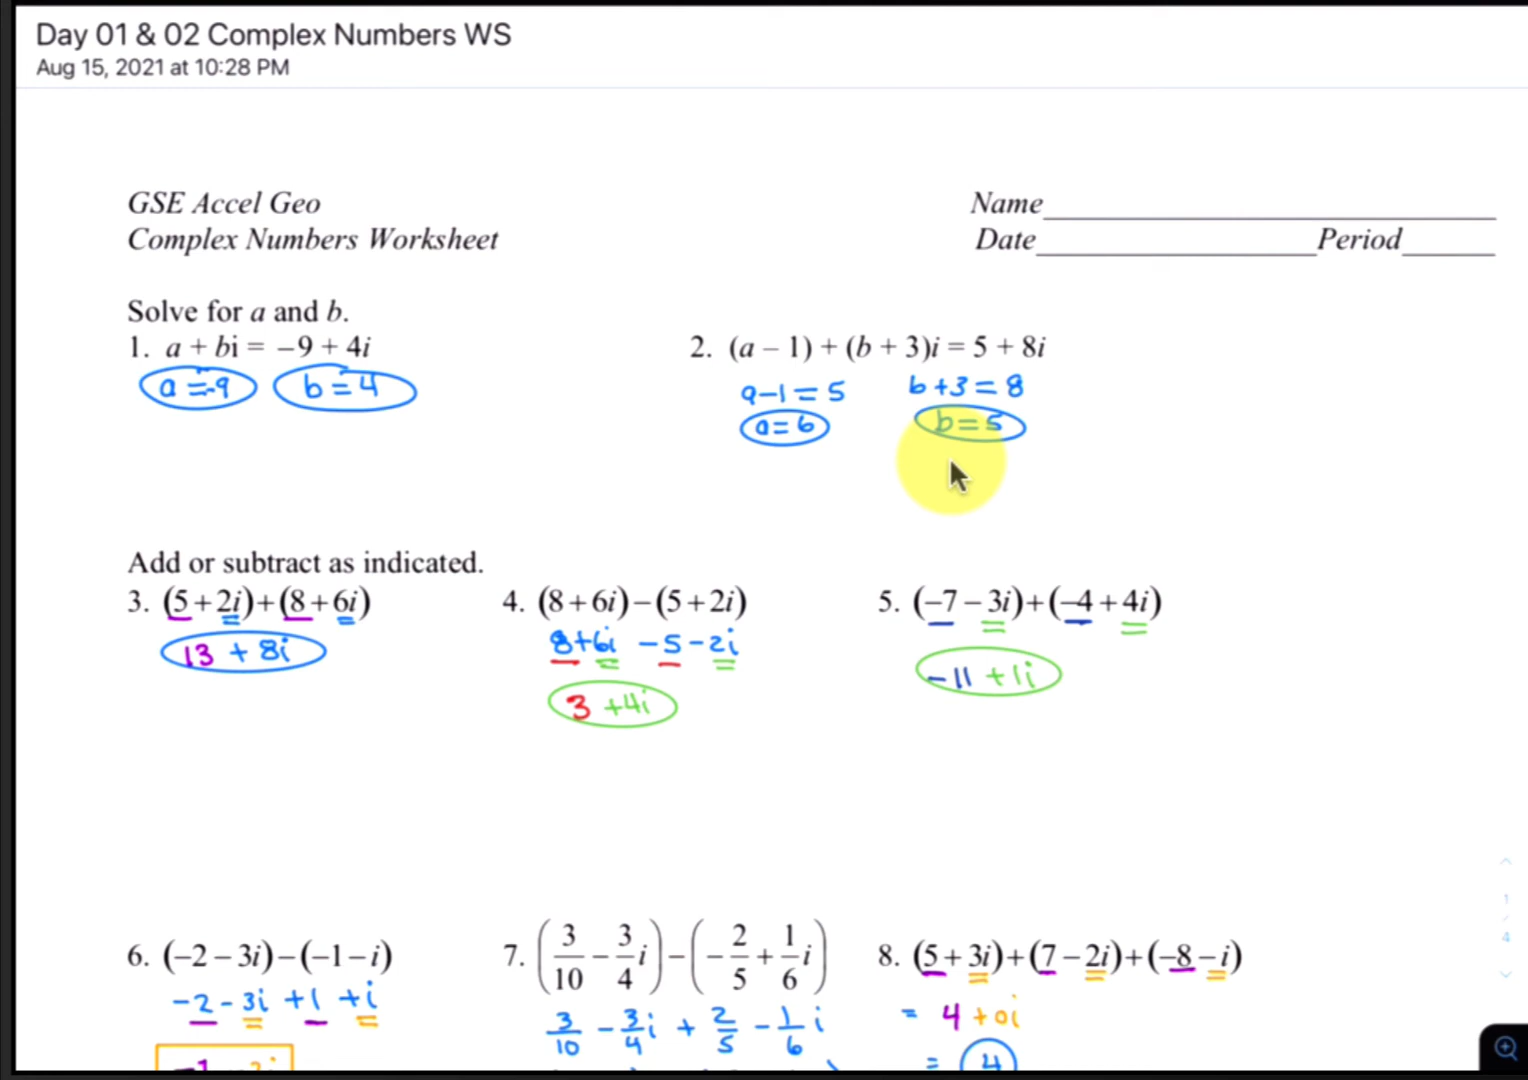 Day 01 & 02 Complex Numbers WS
Aug 15, 2021 at 10:28 PM
GSE Accel Geo
Name
Complex Numbers Worksheet
Date Period
Solve for a and b.
1. a + bi = −9 + 4i
2. (a – 1) + (b + 3)i = 5 + 8i
a = -9 b = 4
a-1 = 5 b+3 = 8
a = 6 b = 5
Add or subtract as indicated.
3. (5+2i)+(8+6i)
4. (8+6i)−(5+2i)
5. (−7−3i)+(−4+4i)
13 + 8i
8+6i -5-2i
-11 +1i
3 +4i
6. (−2−3i)−(−1−i)
7. (3/10 − 3/4 i) − (−2/5 + 1/6 i)
8. (5+3i)+(7−2i)+(−8−i)
-2-3i +1 +i
3/10 - 3/4 i + 2/5 - 1/6 i
= 4 +0i
-1 -2i
= 4
1
/
4